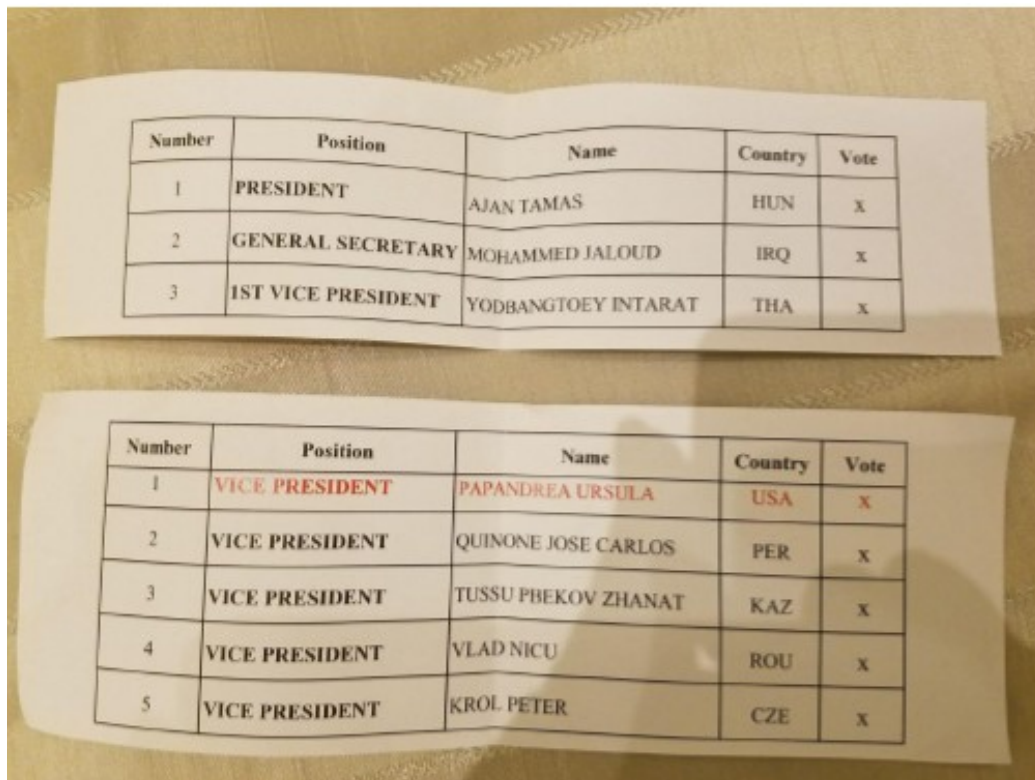 Number Position Name Country Vote
1 PRESIDENT AJAN TAMAS HUN x
2 GENERAL SECRETARY MOHAMMED JALOUD IRQ x
3 1ST VICE PRESIDENT YODBANGTOEY INTARAT THA x
Number Position Name Country Vote
1 VICE PRESIDENT PAPANDREA URSULA USA x
2 VICE PRESIDENT QUINONE JOSE CARLOS PER x
3 VICE PRESIDENT TUSSU PBEKOV ZHANAT KAZ x
4 VICE PRESIDENT VLAD NICU ROU x
5 VICE PRESIDENT KROL PETER CZE x